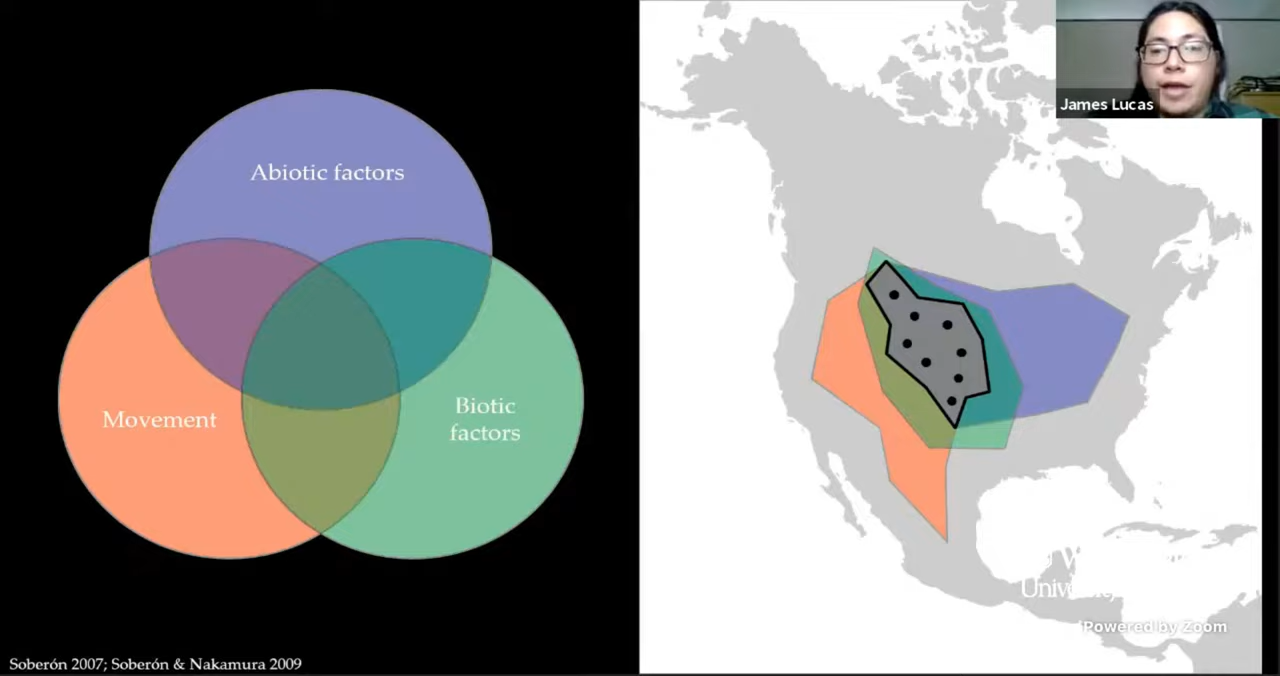 Abiotic factors
Movement
Biotic
factors
Soberón 2007; Soberón & Nakamura 2009
James Lucas
Powered by Zoom